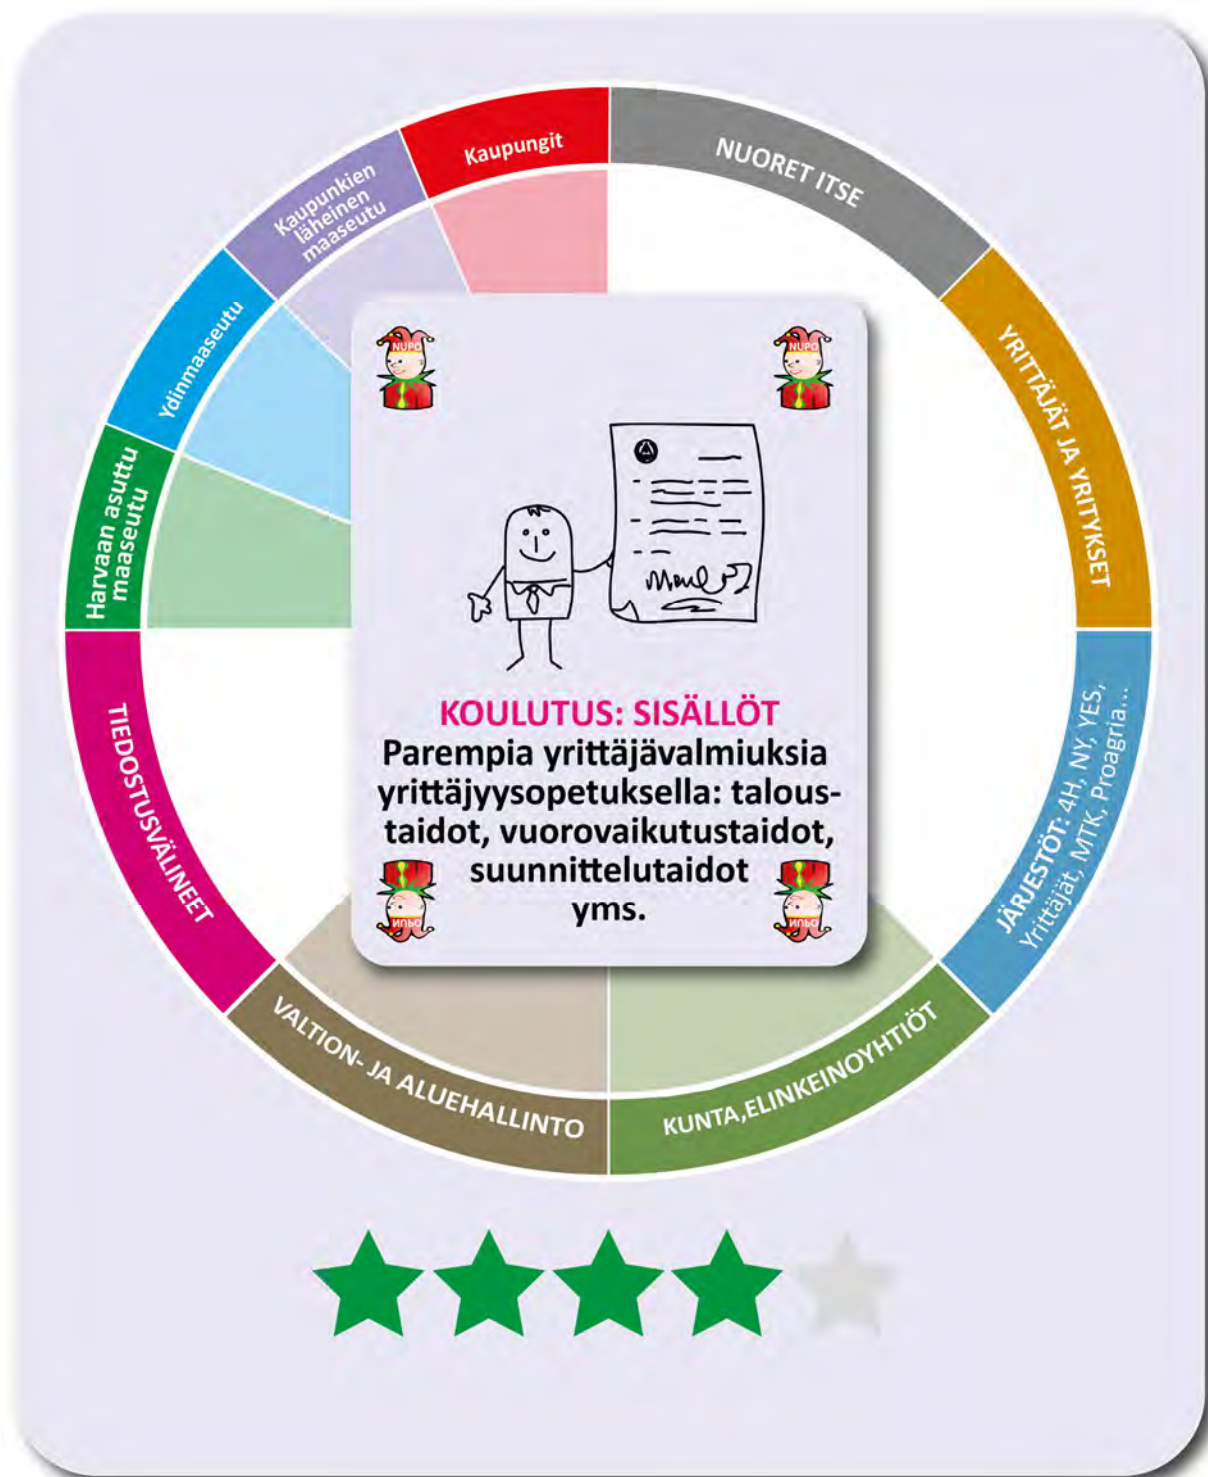 Kaupungit
NUORET ITSE
Kaupunkien
läheinen
maaseutu
YRITTÄJÄT JA YRITYKSET
Ydinmaaseutu
Harvaan asuttu
maaseutu
NUPO
NUPO
KOULUTUS: SISÄLLÖT
Parempia yrittäjävalmiuksia
yrittäjyysopetuksella: talous-
taidot, vuorovaikutustaidot,
suunnittelutaidot
yms.
NUPO
NUPO
TIEDOSTUSVÄLINEET
JÄRJESTÖT: 4H, NY, YES,
Yrittäjät, MTK, Proagria...
VALTION- JA ALUEHALLINTO
KUNTA,ELINKEINOYHTIÖT